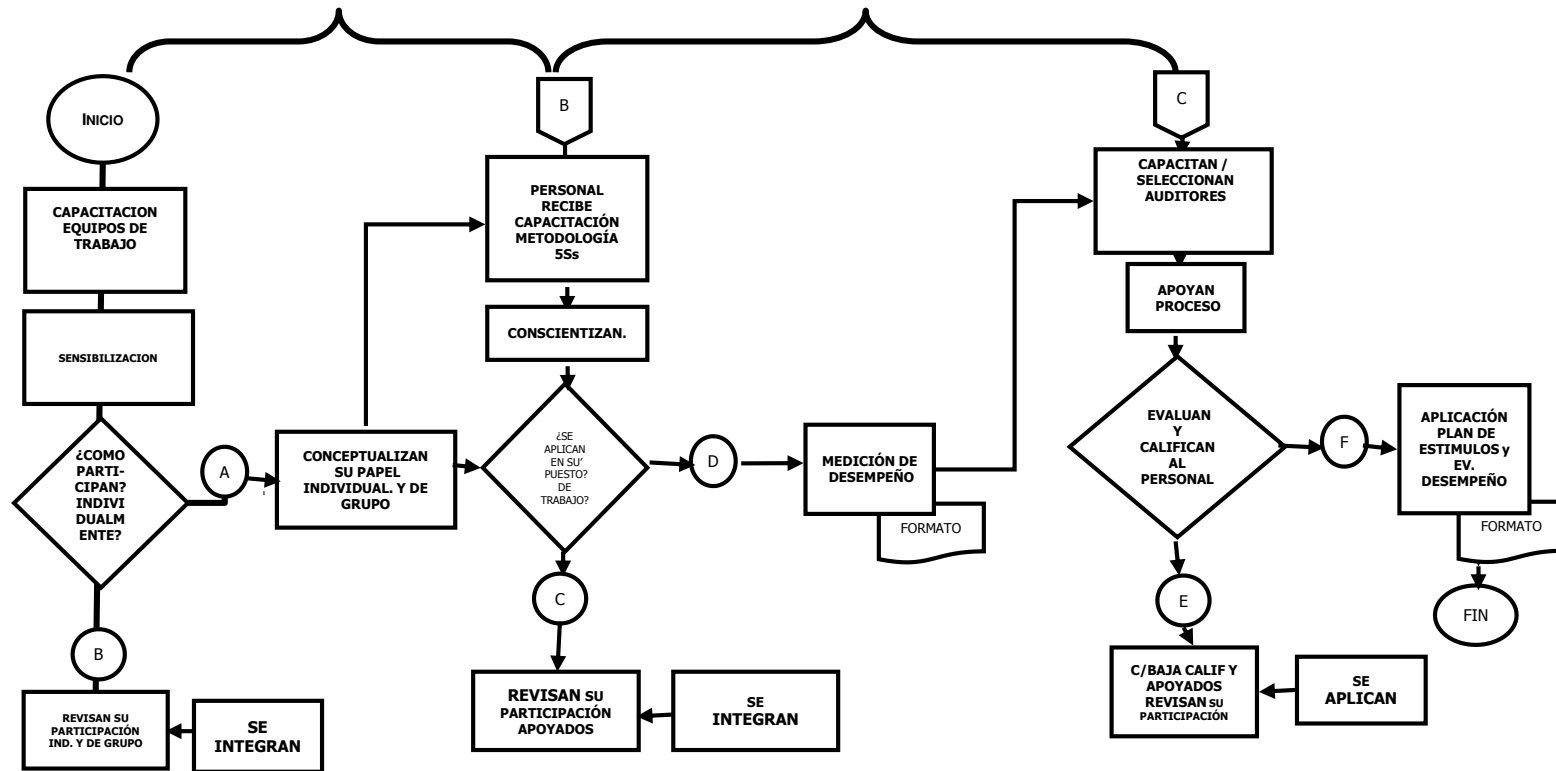 INICIO
CAPACITACION
EQUIPOS DE
TRABAJO
SENSIBILIZACION
¿COMO
PARTI-
CIPAN?
INDIVI
DUALM
ENTE?
A
B
REVISAN SU
PARTICIPACIÓN
IND. Y DE GRUPO
SE
INTEGRAN
CONCEPTUALIZAN
SU PAPEL
INDIVIDUAL. Y DE
GRUPO
B
PERSONAL
RECIBE
CAPACITACIÓN
METODOLOGÍA
5Ss
CONSCIENTIZAN.
¿SE
APLICAN
EN SU'
PUESTO?
DE
TRABAJO?
D
C
REVISAN SU
PARTICIPACIÓN
APOYADOS
SE
INTEGRAN
MEDICIÓN DE
DESEMPEÑO
FORMATO
C
CAPACITAN /
SELECCIONAN
AUDITORES
APOYAN
PROCESO
EVALUAN
Y
CALIFICAN
AL
PERSONAL
F
E
C/BAJA CALIF Y
APOYADOS
REVISAN SU
PARTICIPACIÓN
SE
APLICAN
APLICACIÓN
PLAN DE
ESTIMULOS y
EV.
DESEMPEÑO
FORMATO
FIN